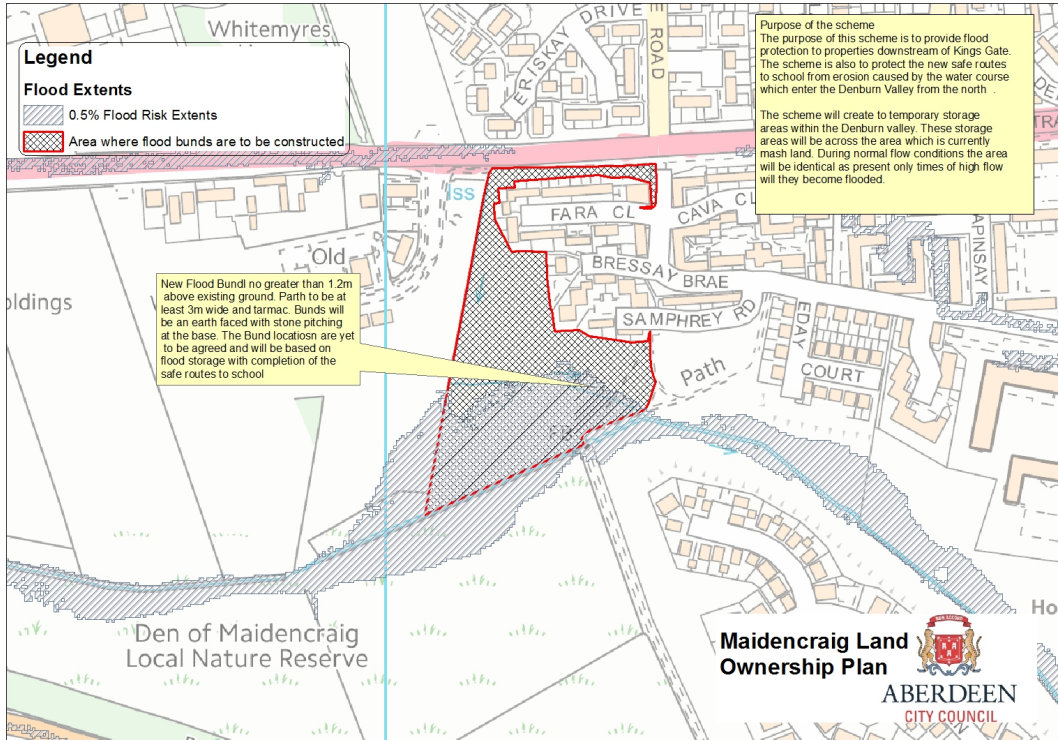 Whitemyres
ERISKAY
DRIVE
ROAD
Legend
Flood Extents
0.5% Flood Risk Extents
Area where flood bunds are to be constructed
Purpose of the scheme
The purpose of this scheme is to provide flood
protection to properties downstream of Kings Gate.
The scheme is also to protect the new safe routes
to school from erosion caused by the water course
which enter the Denburn Valley from the north .
The scheme will create to temporary storage
areas within the Denburn valley. These storage
areas will be across the area which is currently
mash land. During normal flow conditions the area
will be identical as present only times of high flow
will they become flooded.
ISS
FARA CL
CAVA CL
Old
BRESSAY BRAE
oldings
SAMPHREY RD
EDAY
COURT
APINSAY
Path
New Flood Bundl no greater than 1.2m
above existing ground. Parth to be at
least 3m wide and tarmac. Bunds will
be an earth faced with stone pitching
at the base. The Bund locatiosn are yet
to be agreed and will be based on
flood storage with completion of the
safe routes to school
FB
Den of Maidencraig
Local Nature Reserve
Ho
Maidencraig Land
Ownership Plan
BON ACCORD
ABERDEEN
CITY COUNCIL